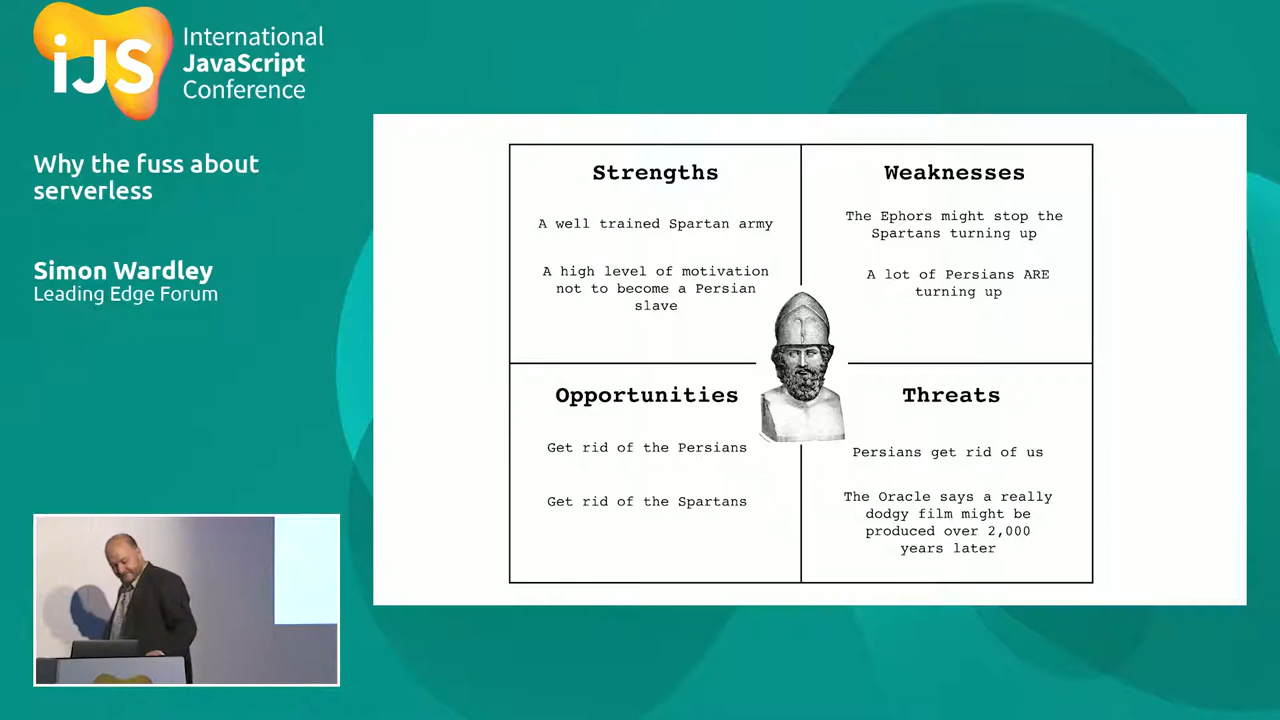 iJS
International
JavaScript
Conference
Why the fuss about
serverless
Simon Wardley
Leading Edge Forum
Strengths
A well trained Spartan army
A high level of motivation
not to become a Persian
slave
Weaknesses
The Ephors might stop the
Spartans turning up
A lot of Persians ARE
turning up
Opportunities
Get rid of the Persians
Get rid of the Spartans
Threats
Persians get rid of us
The Oracle says a really
dodgy film might be
produced over 2,000
years later